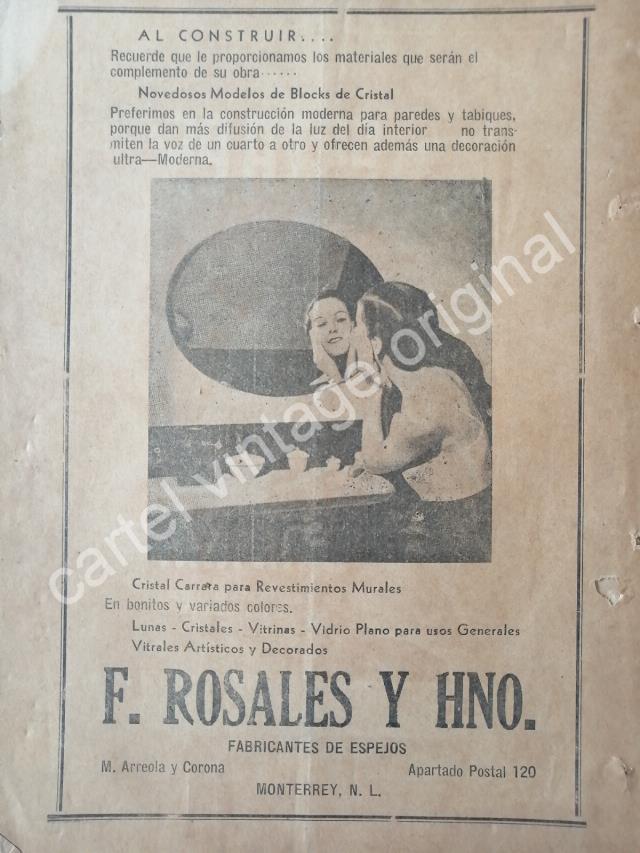 AL CONSTRUIR....
Recuerde que le proporcionamos los materiales que serán el
complemento de su obra······
Novedosos Modelos de Blocks de Cristal
Preferimos en la construcción moderna para paredes y tabiques,
porque dan más difusión de la luz del día interior no trans-
miten la voz de un cuarto a otro y ofrecen además una decoración
ultra—Moderna.
cartel vintage original
Cristal Carrara para Revestimientos Murales
En bonitos y variados colores.
Lunas - Cristales - Vitrinas - Vidrio Plano para usos Generales
Vitrales Artísticos y Decorados
F. ROSALES Y HNO.
FABRICANTES DE ESPEJOS
M. Arreola y Corona Apartado Postal 120
MONTERREY, N. L.